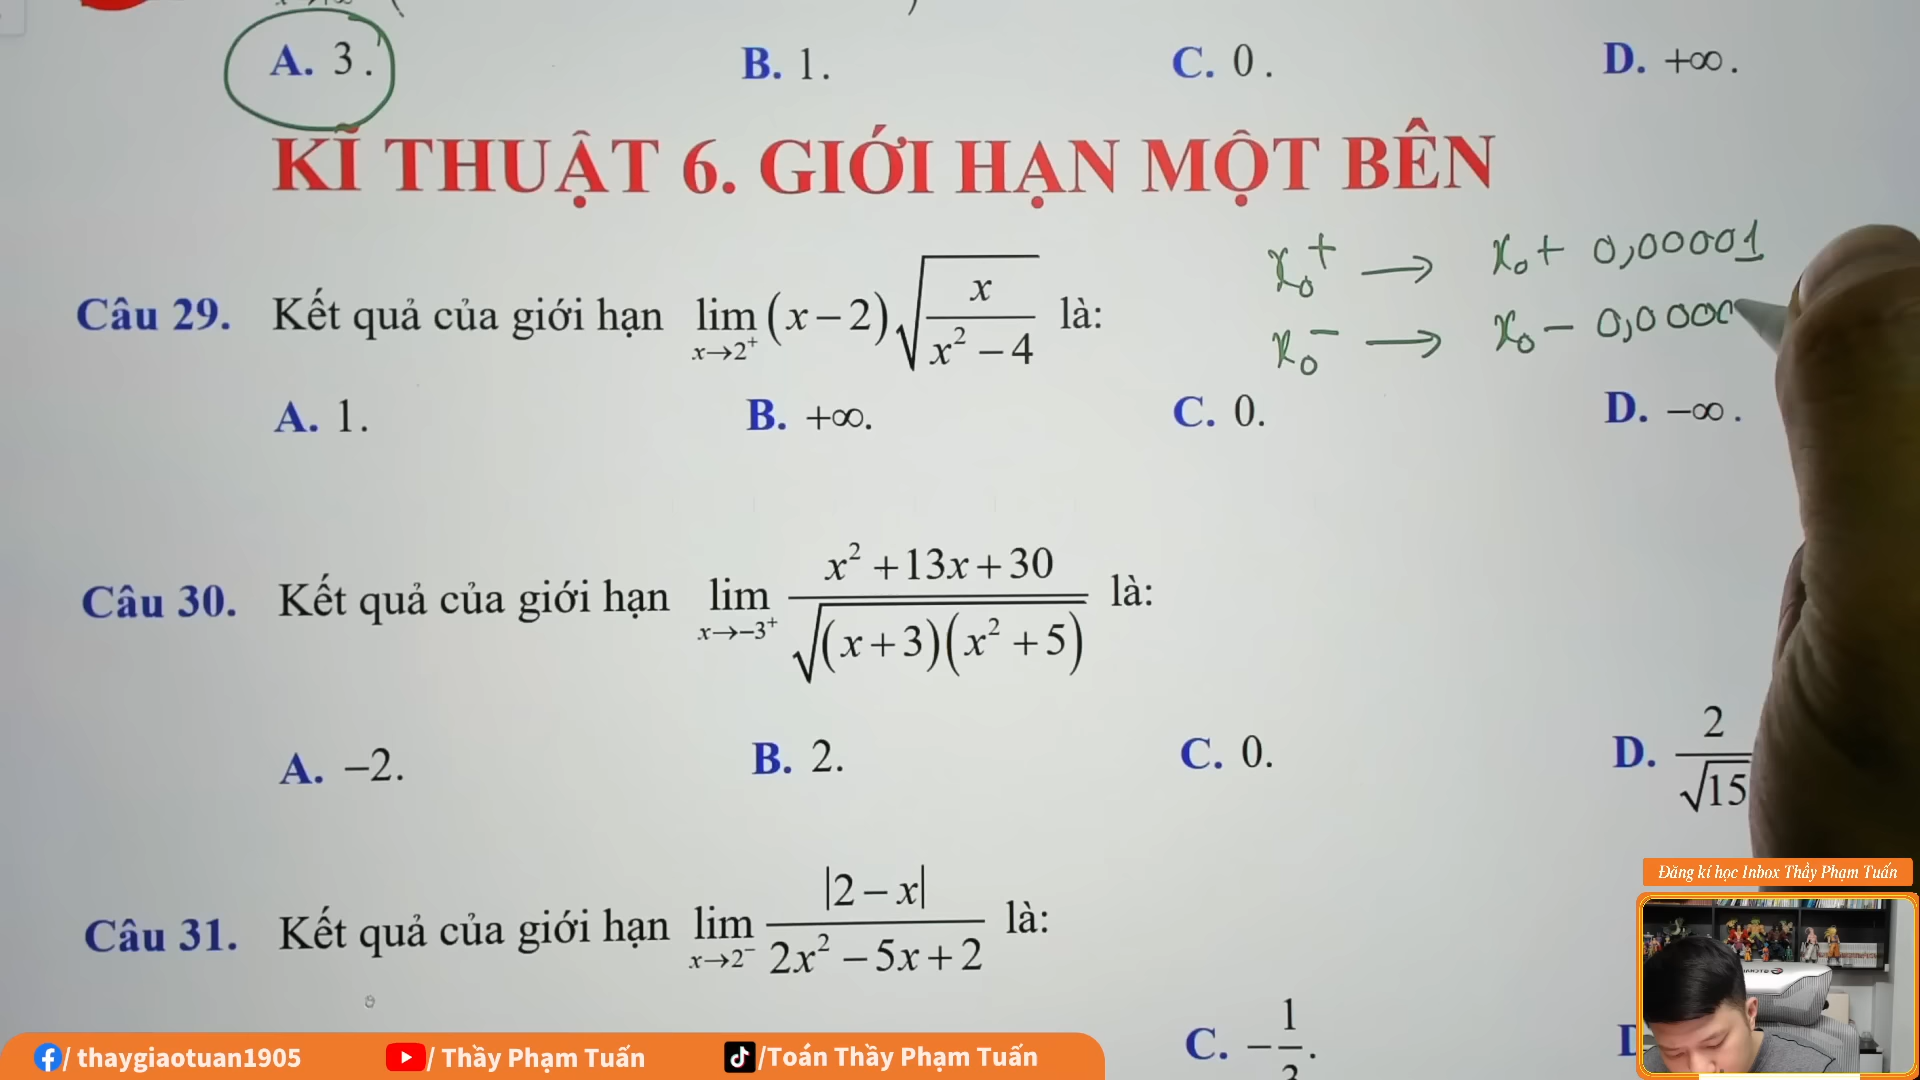 A. 3.
B. 1.
C. 0.
D. +∞.
KĨ THUẬT 6. GIỚI HẠN MỘT BÊN
x₀⁺ → x₀ + 0,00001
x₀⁻ → x₀ − 0,0000
Câu 29. Kết quả của giới hạn lim_{x→2⁺} (x−2)√(x/(x²−4)) là:
A. 1.
B. +∞.
C. 0.
D. −∞.
Câu 30. Kết quả của giới hạn lim_{x→−3⁺} (x²+13x+30)/√((x+3)(x²+5)) là:
A. −2.
B. 2.
C. 0.
D. 2/√15
Câu 31. Kết quả của giới hạn lim_{x→2⁻} |2−x|/(2x²−5x+2) là:
C. −1/3.
Đăng kí học Inbox Thầy Phạm Tuấn
/ thaygiaotuan1905
/ Thầy Phạm Tuấn
/Toán Thầy Phạm Tuấn